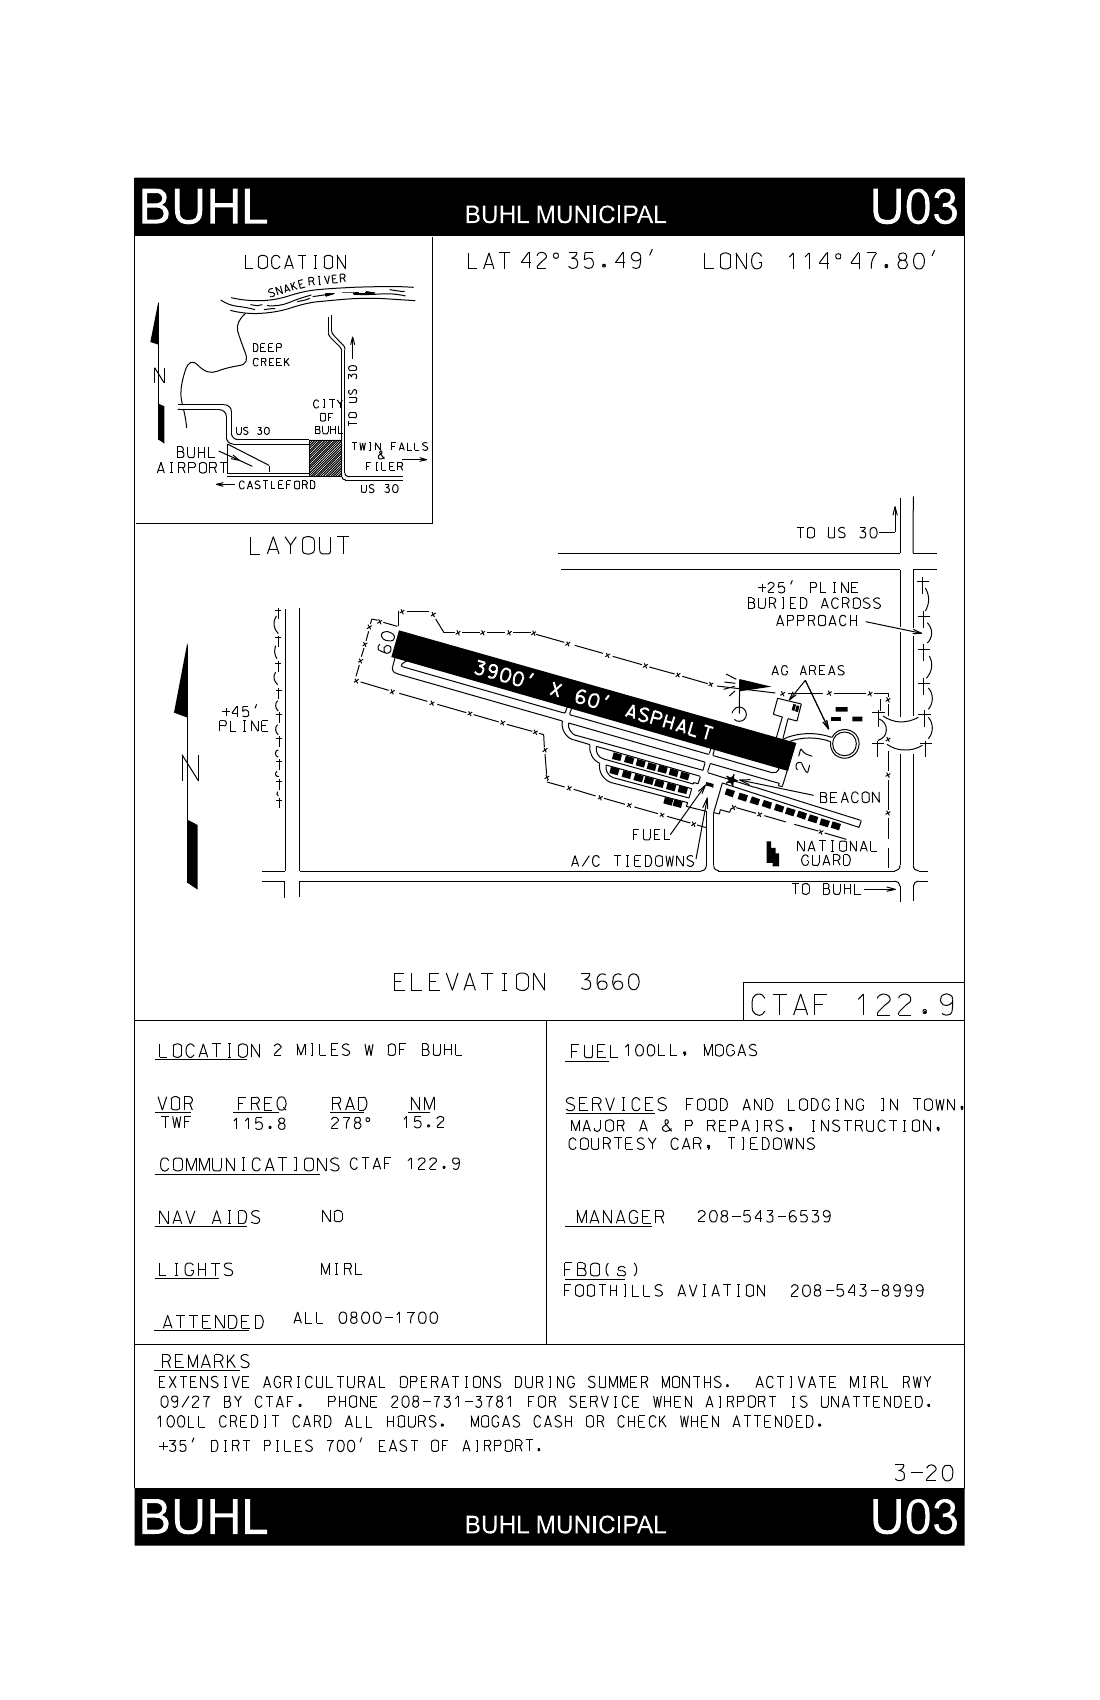 BUHL BUHL MUNICIPAL U03
LAT 42°35.49' LONG 114°47.80'
LOCATION
SNAKE RIVER
DEEP
CREEK
N
TO US 30
CITY
OF
BUHL
US 30
TWIN FALLS
&
FILER
BUHL
AIRPORT
CASTLEFORD
US 30
LAYOUT
TO US 30
+25' PLINE
BURIED ACROSS
APPROACH
09
3900' X 60' ASPHALT
AG AREAS
+45'
PLINE
N
27
BEACON
FUEL
NATIONAL
GUARD
A/C TIEDOWNS
TO BUHL
ELEVATION 3660
CTAF 122.9
LOCATION 2 MILES W OF BUHL
VOR FREQ RAD NM
TWF 115.8 278° 15.2
COMMUNICATIONS CTAF 122.9
NAV AIDS NO
LIGHTS MIRL
ATTENDED ALL 0800-1700
FUEL 100LL, MOGAS
SERVICES FOOD AND LODGING IN TOWN,
MAJOR A & P REPAIRS, INSTRUCTION,
COURTESY CAR, TIEDOWNS
MANAGER 208-543-6539
FBO(s)
FOOTHILLS AVIATION 208-543-8999
REMARKS
EXTENSIVE AGRICULTURAL OPERATIONS DURING SUMMER MONTHS. ACTIVATE MIRL RWY
09/27 BY CTAF. PHONE 208-731-3781 FOR SERVICE WHEN AIRPORT IS UNATTENDED.
100LL CREDIT CARD ALL HOURS. MOGAS CASH OR CHECK WHEN ATTENDED.
+35' DIRT PILES 700' EAST OF AIRPORT.
3-20
BUHL BUHL MUNICIPAL U03